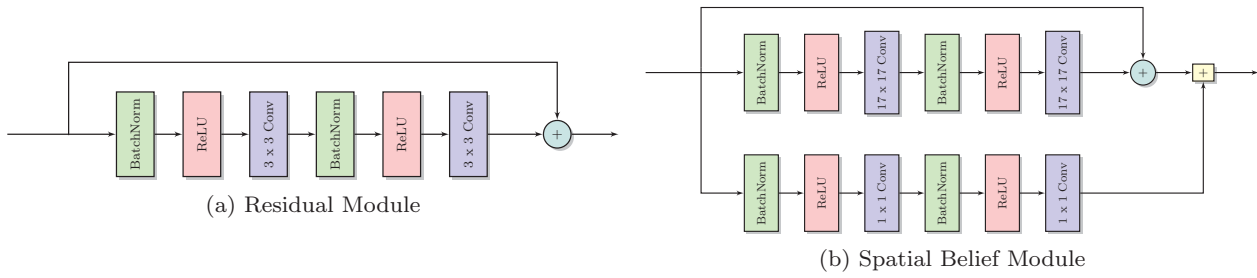 BatchNorm
ReLU
3 x 3 Conv
BatchNorm
ReLU
3 x 3 Conv
+
(a) Residual Module
BatchNorm
ReLU
17 x 17 Conv
BatchNorm
ReLU
17 x 17 Conv
+
+
BatchNorm
ReLU
1 x 1 Conv
BatchNorm
ReLU
1 x 1 Conv
(b) Spatial Belief Module